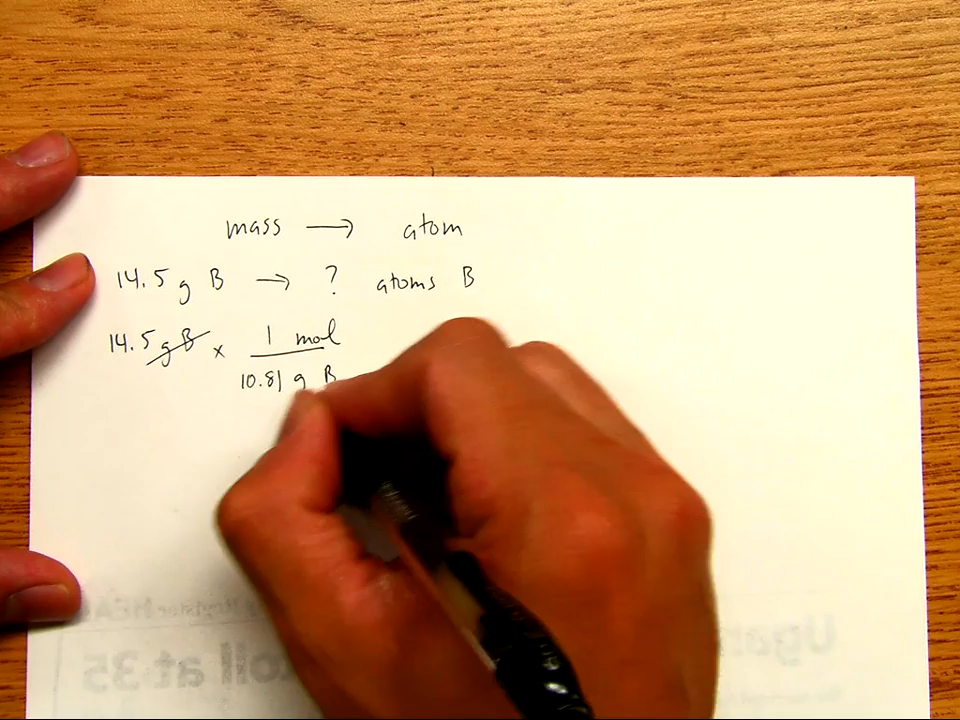 mass → atom
14.5 g B → ? atoms B
14.5 g B x 1 mol
10.81 g B